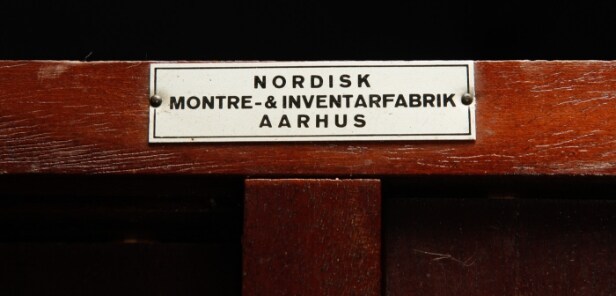 NORDISK
MONTRE-& INVENTARFABRIK
AARHUS